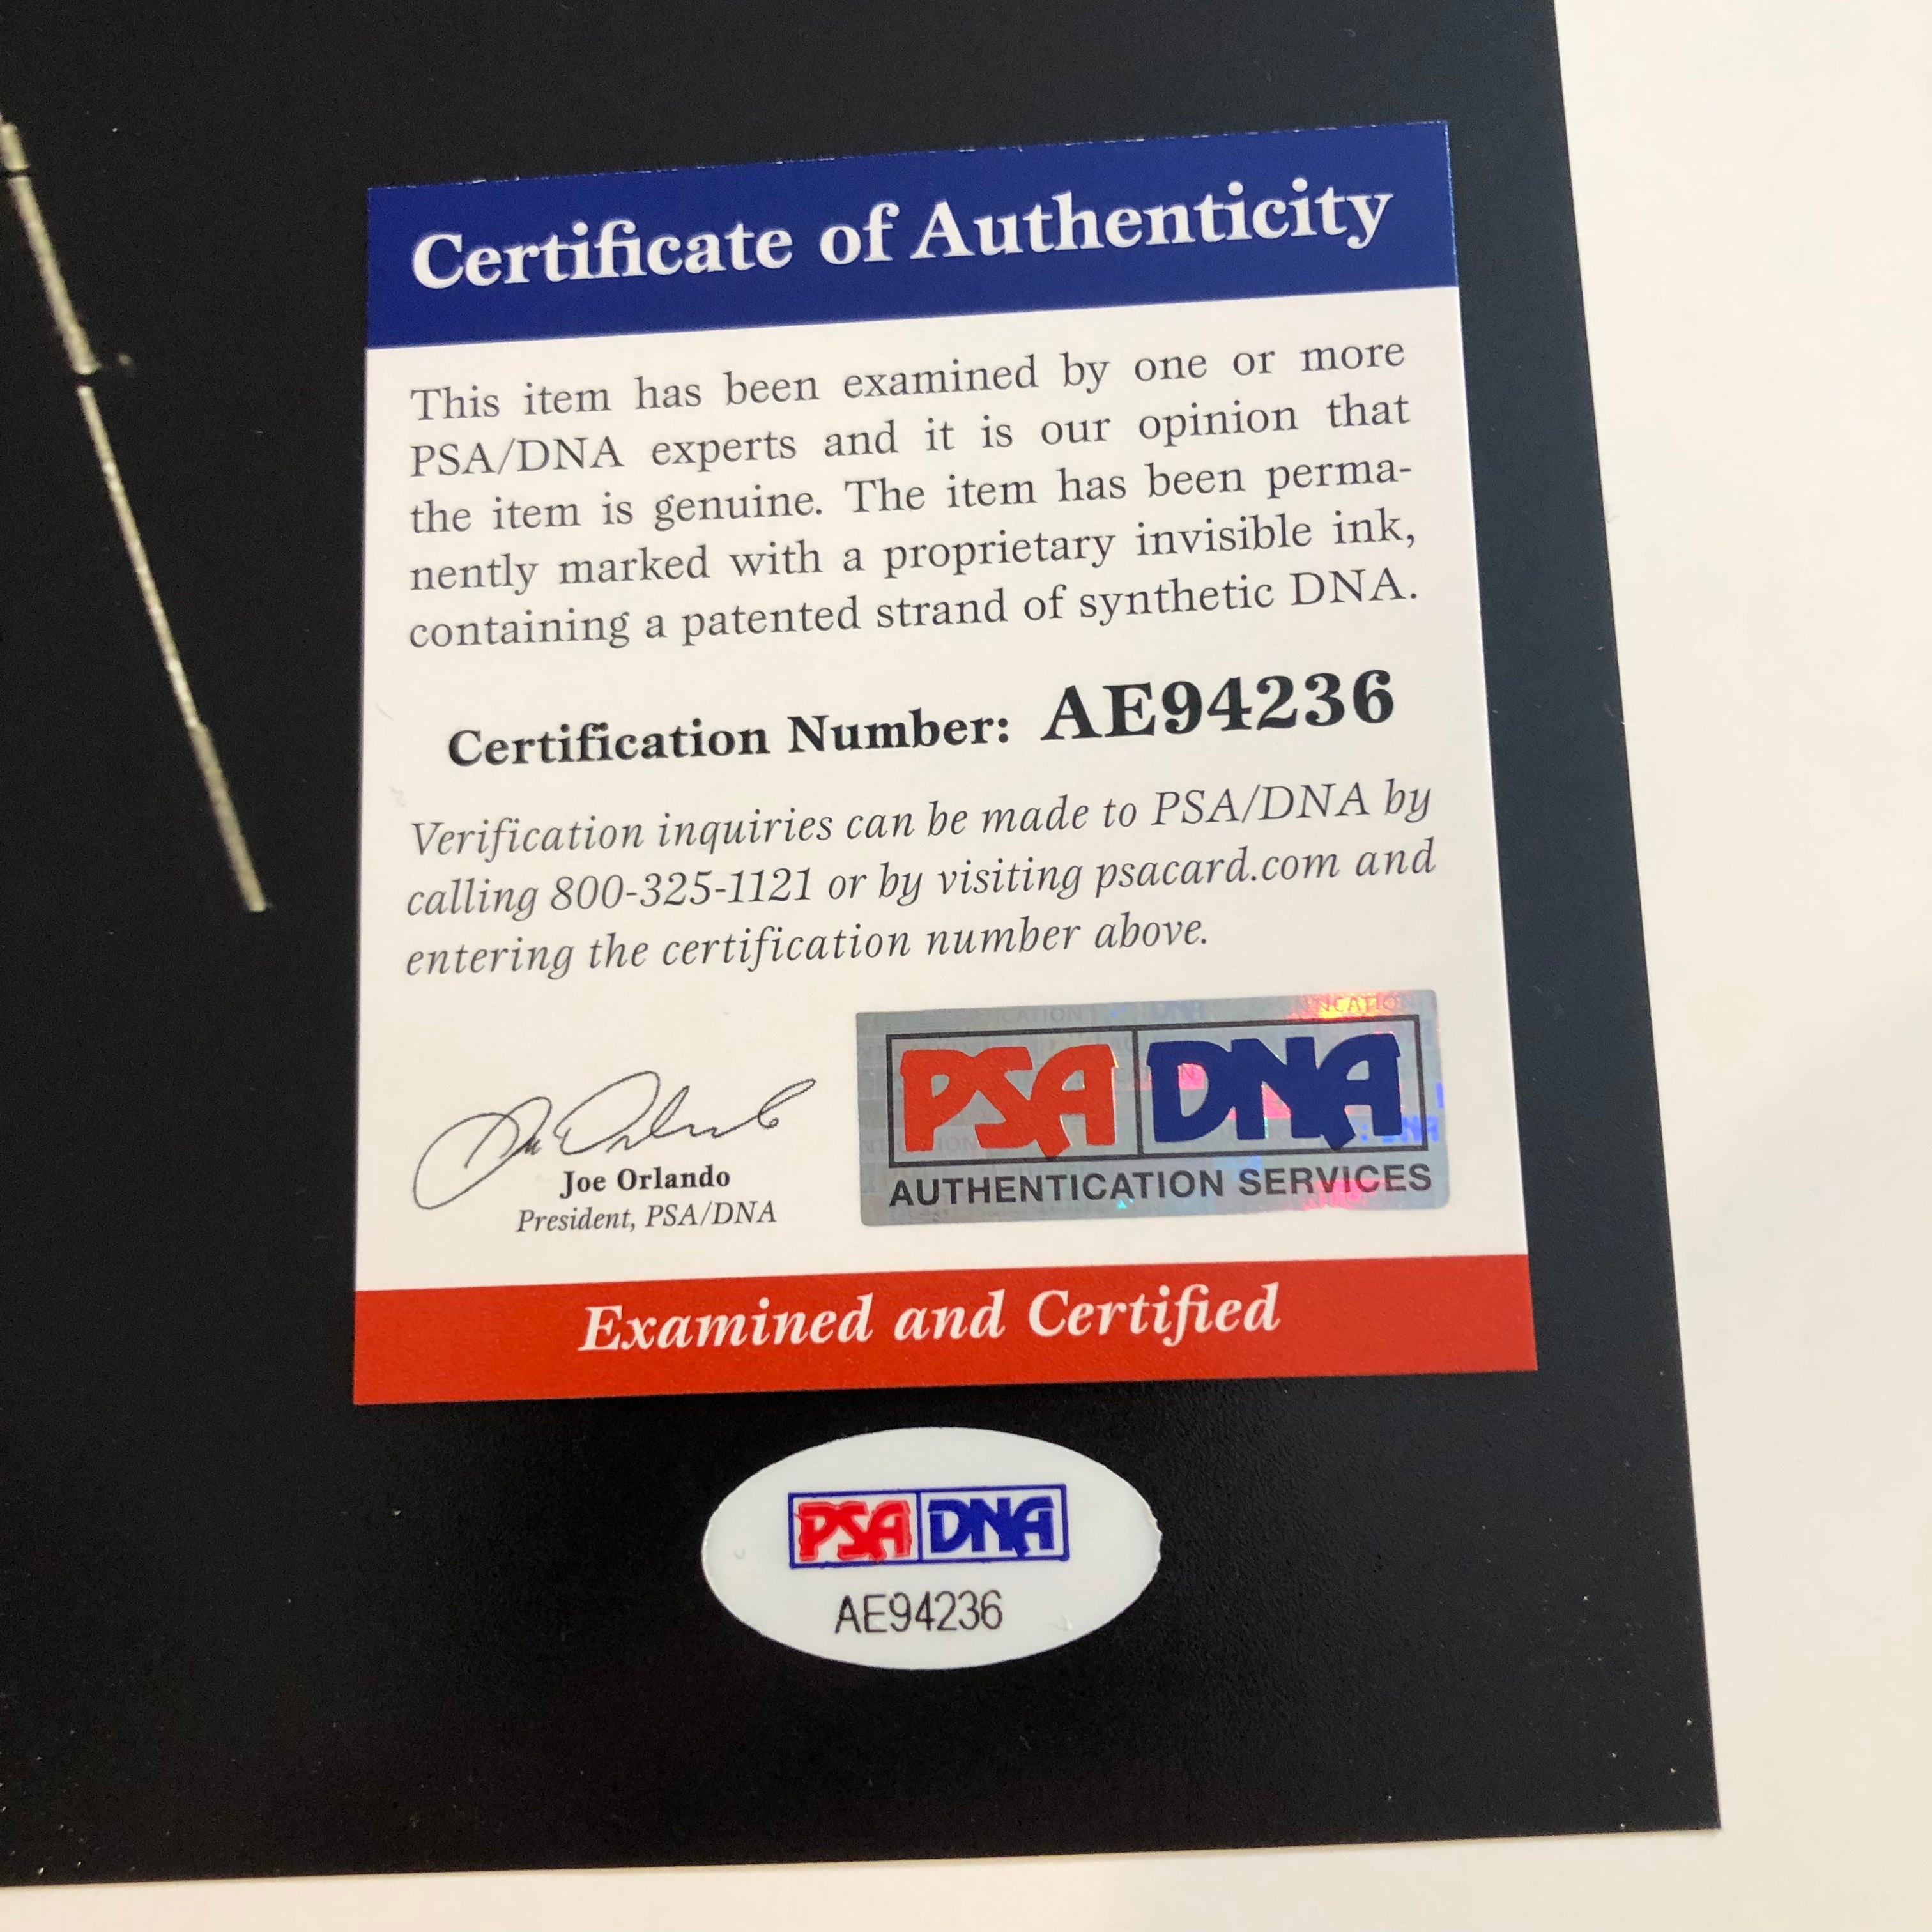 Certificate of Authenticity
This item has been examined by one or more
PSA/DNA experts and it is our opinion that
the item is genuine. The item has been perma-
nently marked with a proprietary invisible ink,
containing a patented strand of synthetic DNA.
Certification Number: AE94236
Verification inquiries can be made to PSA/DNA by
calling 800-325-1121 or by visiting psacard.com and
entering the certification number above.
Joe Orlando
President, PSA/DNA
PSA DNA
AUTHENTICATION SERVICES
Examined and Certified
PSA DNA
AE94236